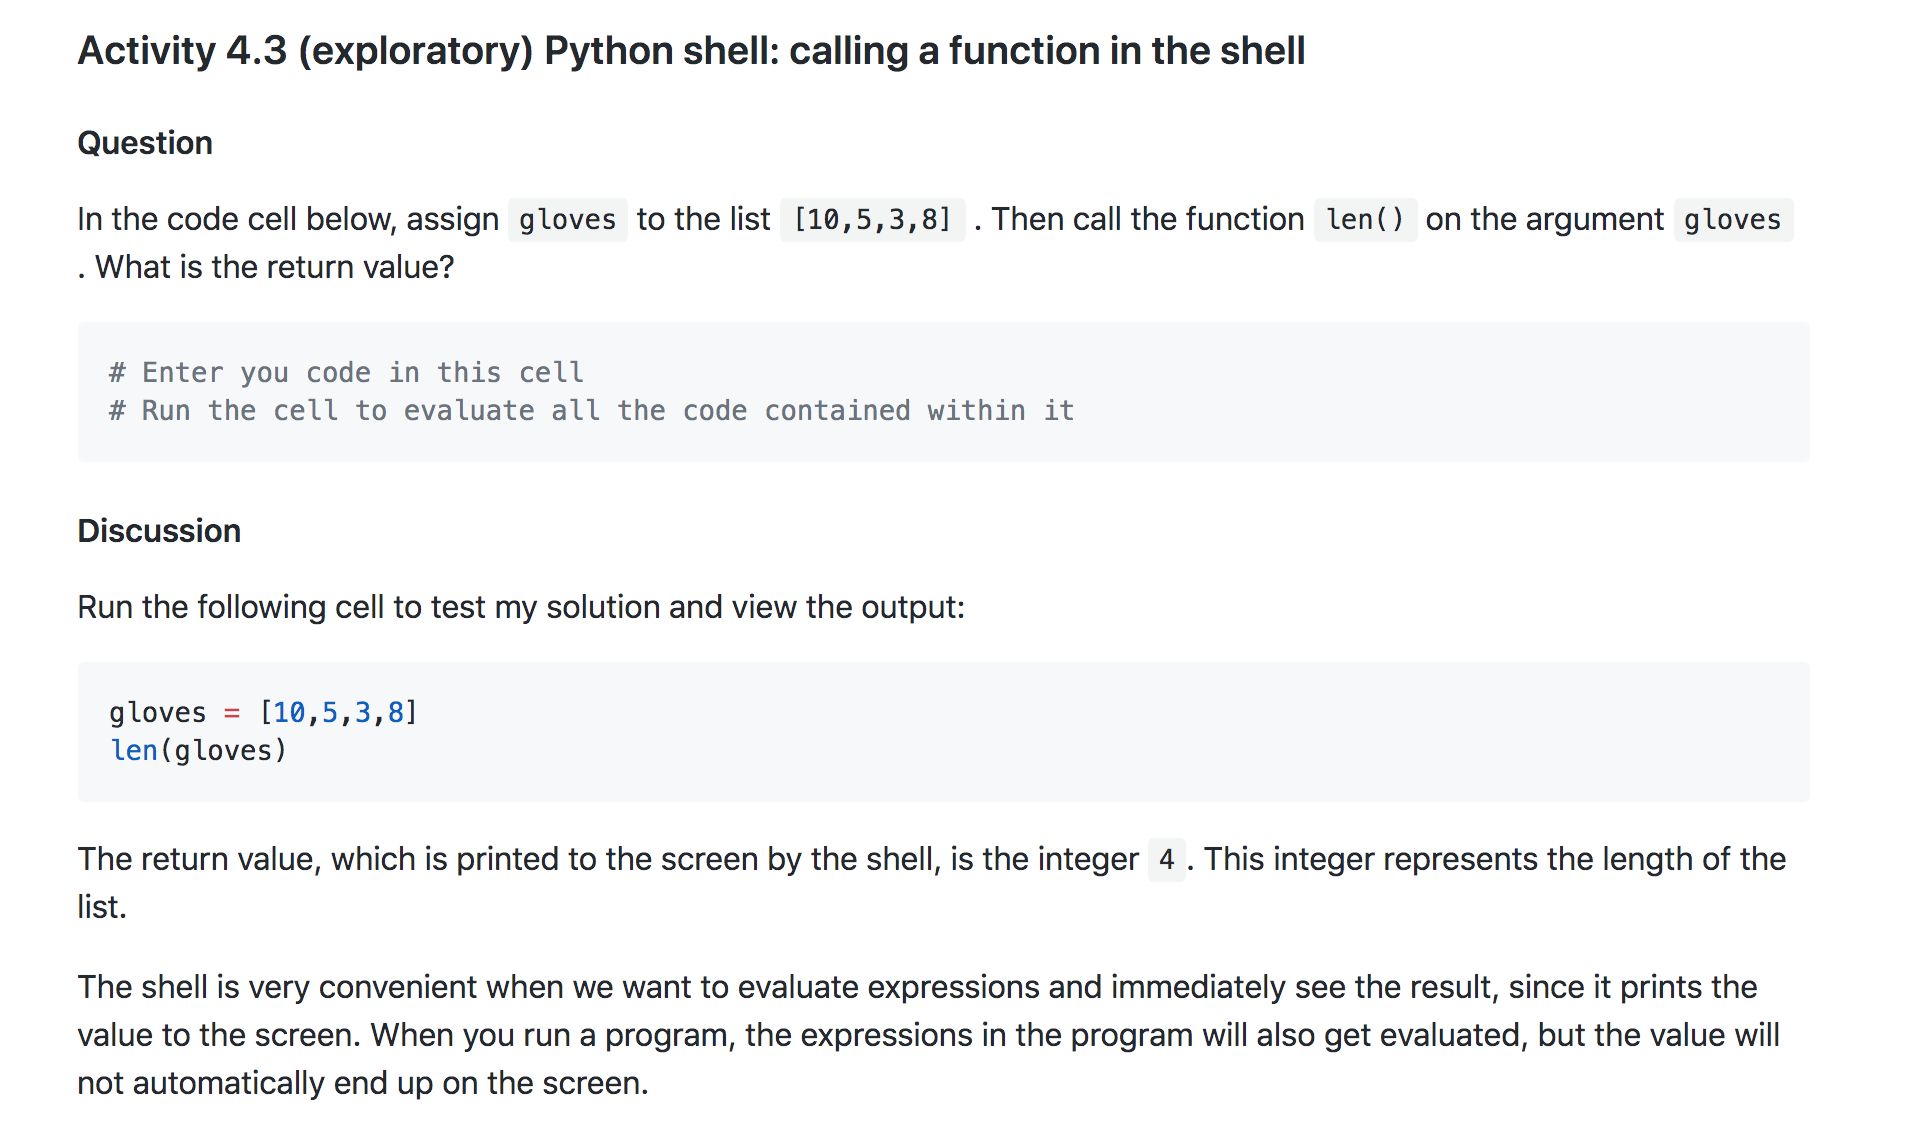 Activity 4.3 (exploratory) Python shell: calling a function in the shell
Question
In the code cell below, assign gloves to the list [10,5,3,8] . Then call the function len() on the argument gloves
. What is the return value?
# Enter you code in this cell
# Run the cell to evaluate all the code contained within it
Discussion
Run the following cell to test my solution and view the output:
gloves = [10,5,3,8]
len(gloves)
The return value, which is printed to the screen by the shell, is the integer 4. This integer represents the length of the
list.
The shell is very convenient when we want to evaluate expressions and immediately see the result, since it prints the
value to the screen. When you run a program, the expressions in the program will also get evaluated, but the value will
not automatically end up on the screen.